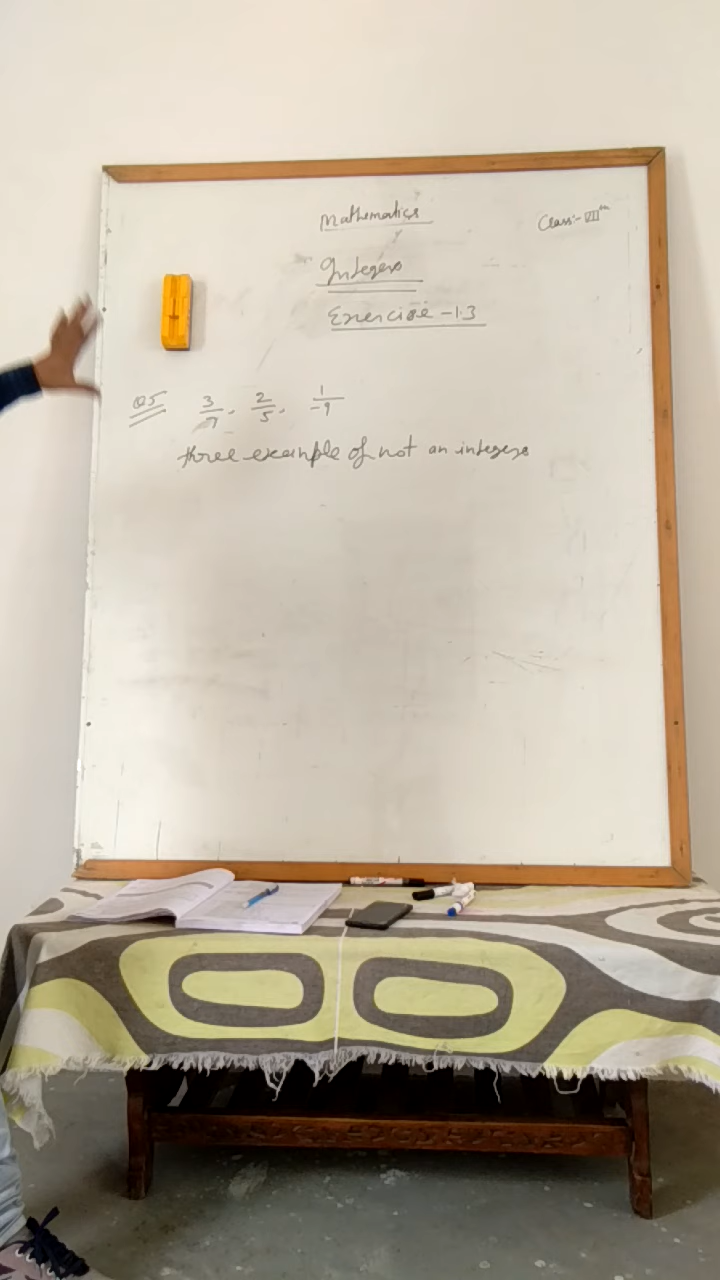 Mathematics
Class:- VII th
Integers
Exercise -1.3
Q5 3/7, 2/5, 1/-9
three example of not an integers